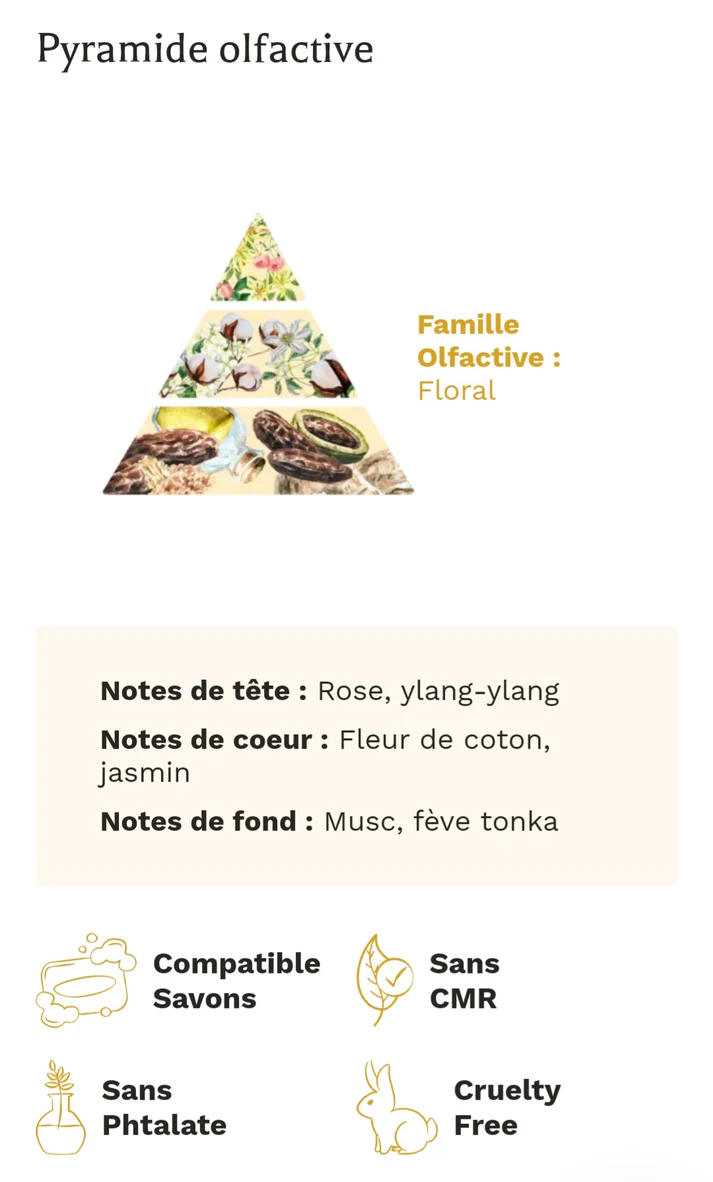 Pyramide olfactive
Famille
Olfactive :
Floral
Notes de tête : Rose, ylang-ylang
Notes de coeur : Fleur de coton,
jasmin
Notes de fond : Musc, fève tonka
Compatible
Savons
Sans
CMR
Sans
Phtalate
Cruelty
Free